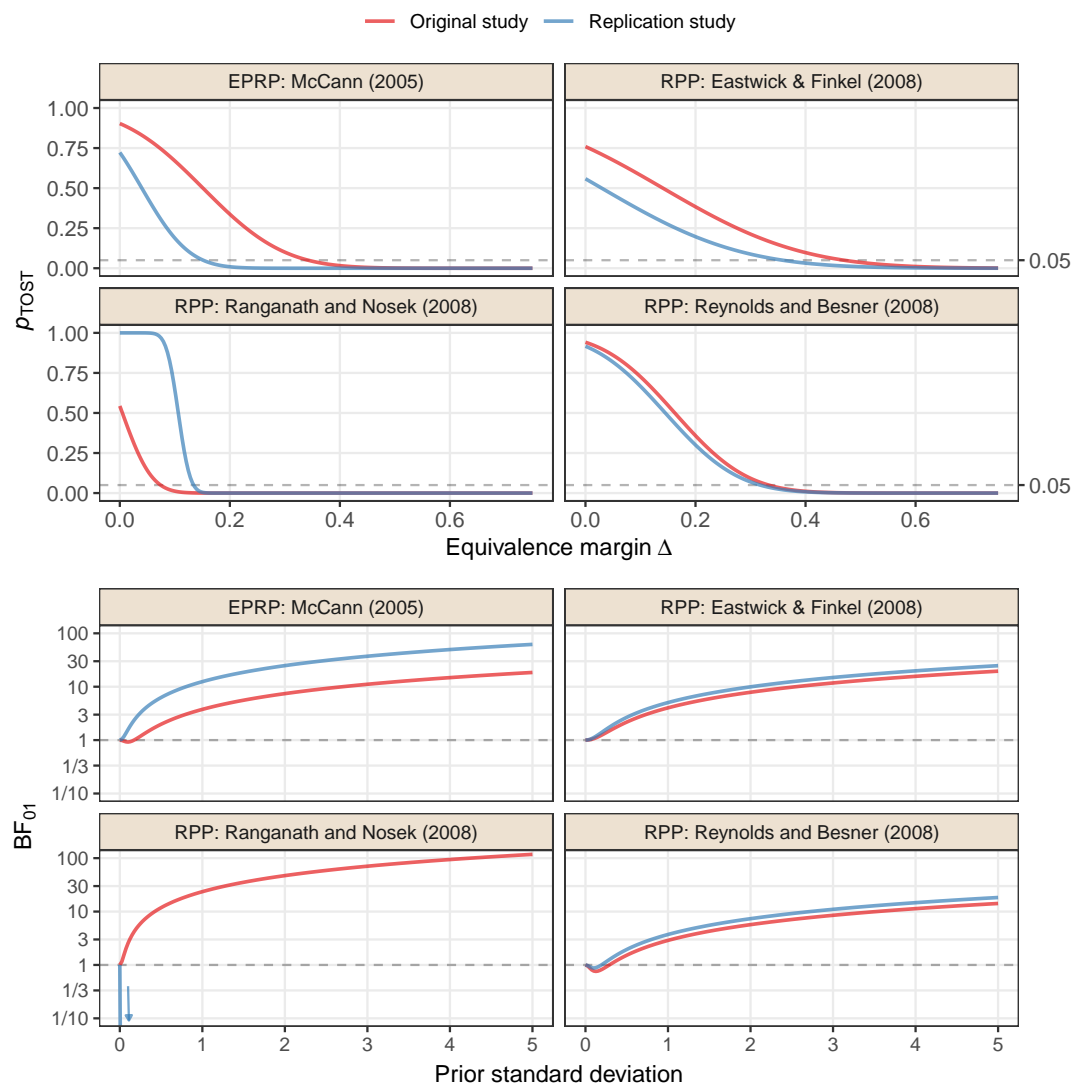 Original study Replication study
EPRP: McCann (2005) RPP: Eastwick & Finkel (2008)
1.00
0.75
0.50
0.25
0.00
0.05
RPP: Ranganath and Nosek (2008) RPP: Reynolds and Besner (2008)
1.00
0.75
0.50
0.25
0.00
0.05
pTOST
0.0 0.2 0.4 0.6 0.0 0.2 0.4 0.6
Equivalence margin Δ
EPRP: McCann (2005) RPP: Eastwick & Finkel (2008)
100
30
10
3
1
1/3
1/10
RPP: Ranganath and Nosek (2008) RPP: Reynolds and Besner (2008)
100
30
10
3
1
1/3
1/10
BF01
0 1 2 3 4 5 0 1 2 3 4 5
Prior standard deviation